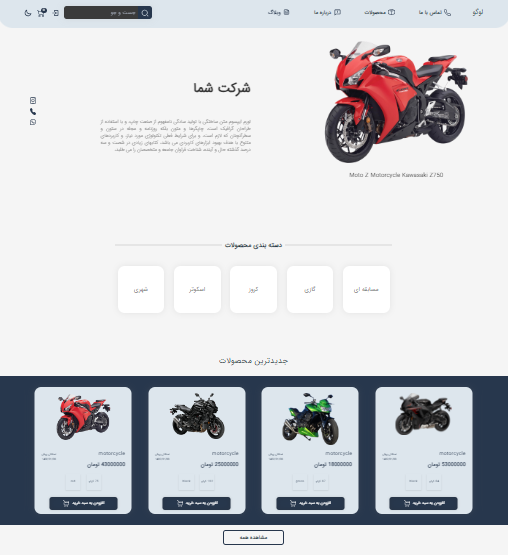 لوگو
تماس با ما
محصولات
درباره ما
وبلاگ
جست و جو
شرکت شما
لورم ایپسوم متن ساختگی با تولید سادگی نامفهوم از صنعت چاپ، و با استفاده از
طراحان گرافیک است، چاپگرها و متون بلکه روزنامه و مجله در ستون و
سطرآنچنان که لازم است، و برای شرایط فعلی تکنولوژی مورد نیاز، و کاربردهای
متنوع با هدف بهبود ابزارهای کاربردی می باشد، کتابهای زیادی در شصت و سه
درصد گذشته حال و آینده، شناخت فراوان جامعه و متخصصان را می طلبد،
Moto Z Motorcycle Kawasaki Z750
دسته بندی محصولات
مسابقه ای
گازی
کروز
اسکوتر
شهری
جدیدترین محصولات
motorcycle
53000000 تومان
افزودن به سبد خرید
motorcycle
18000000 تومان
افزودن به سبد خرید
motorcycle
25000000 تومان
افزودن به سبد خرید
motorcycle
43000000 تومان
افزودن به سبد خرید
مشاهده همه